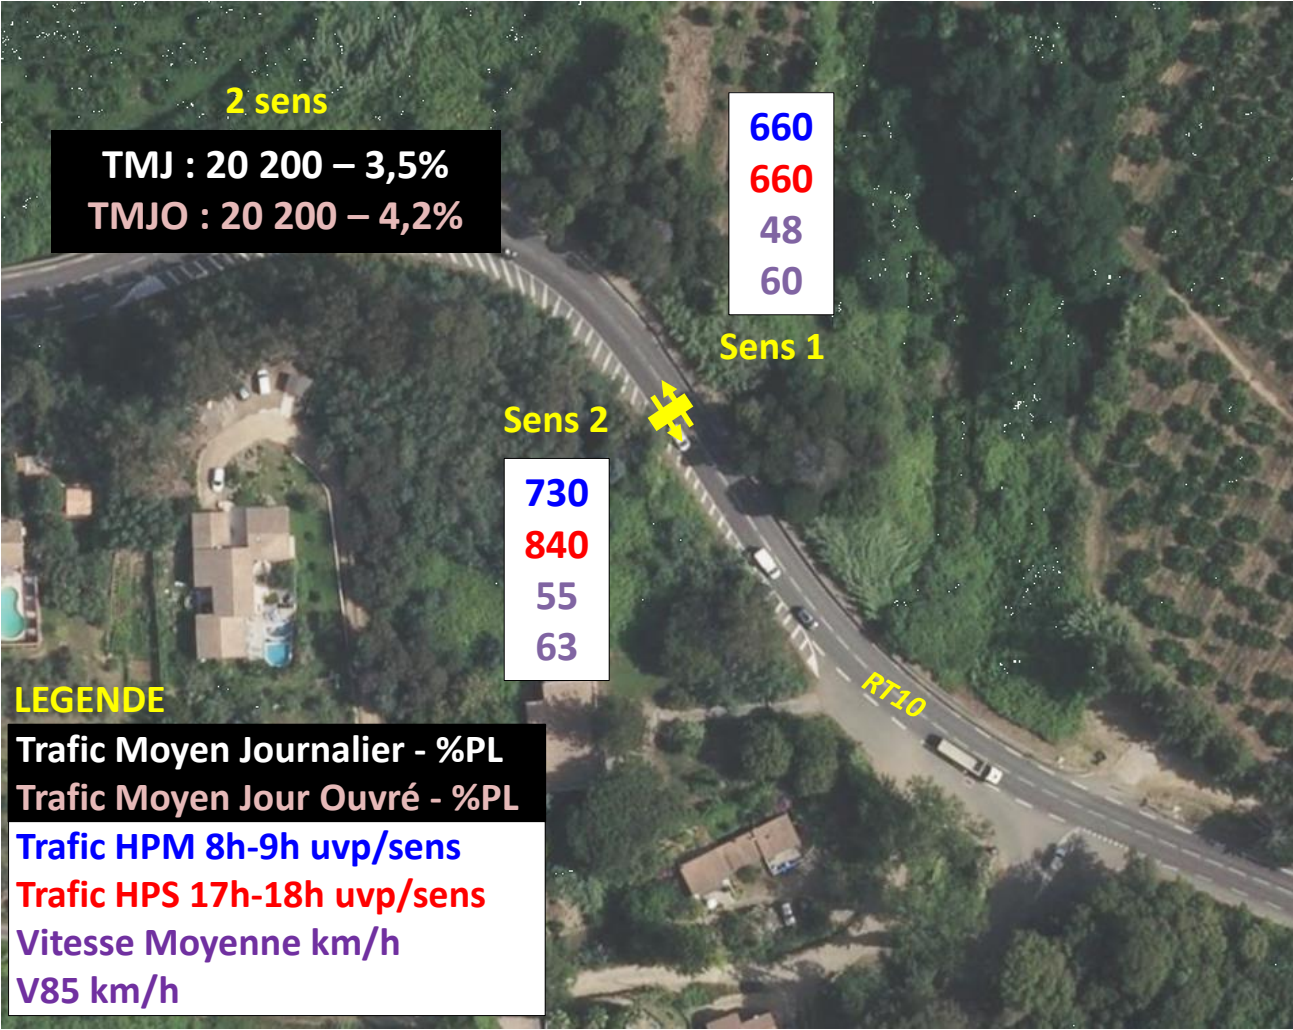 2 sens
TMJ : 20 200 – 3,5%
TMJO : 20 200 – 4,2%
660
660
48
60
Sens 1
Sens 2
730
840
55
63
RT10
LEGENDE
Trafic Moyen Journalier - %PL
Trafic Moyen Jour Ouvré - %PL
Trafic HPM 8h-9h uvp/sens
Trafic HPS 17h-18h uvp/sens
Vitesse Moyenne km/h
V85 km/h